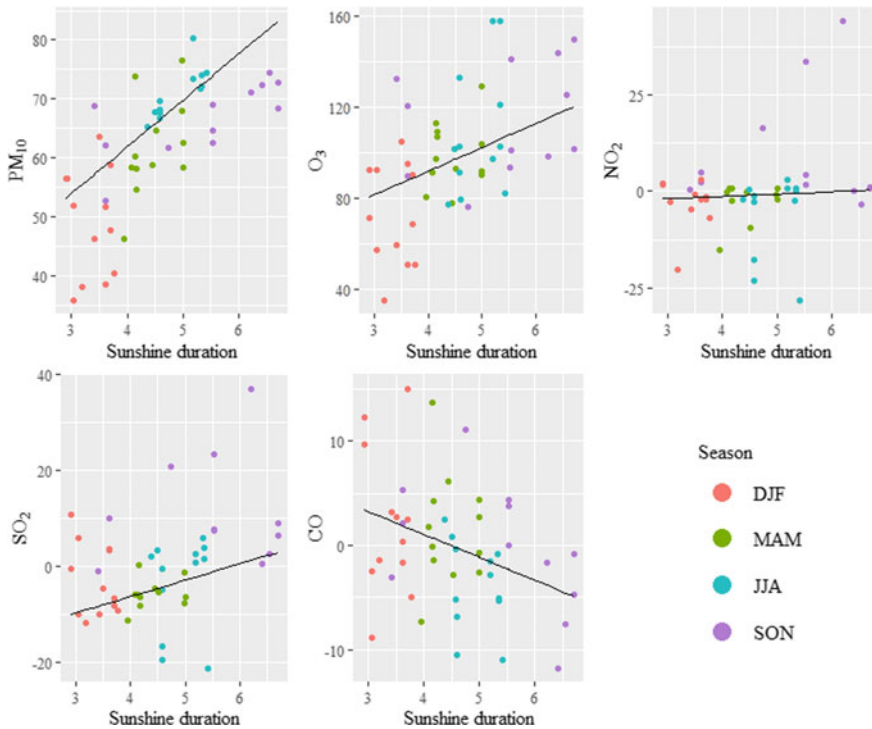 PM10
80
70
60
50
40
3 4 5 6
Sunshine duration
O3
160
120
80
40
3 4 5 6
Sunshine duration
NO2
25
0
-25
3 4 5 6
Sunshine duration
SO2
40
20
0
-20
3 4 5 6
Sunshine duration
CO
10
0
-10
3 4 5 6
Sunshine duration
Season
DJF
MAM
JJA
SON